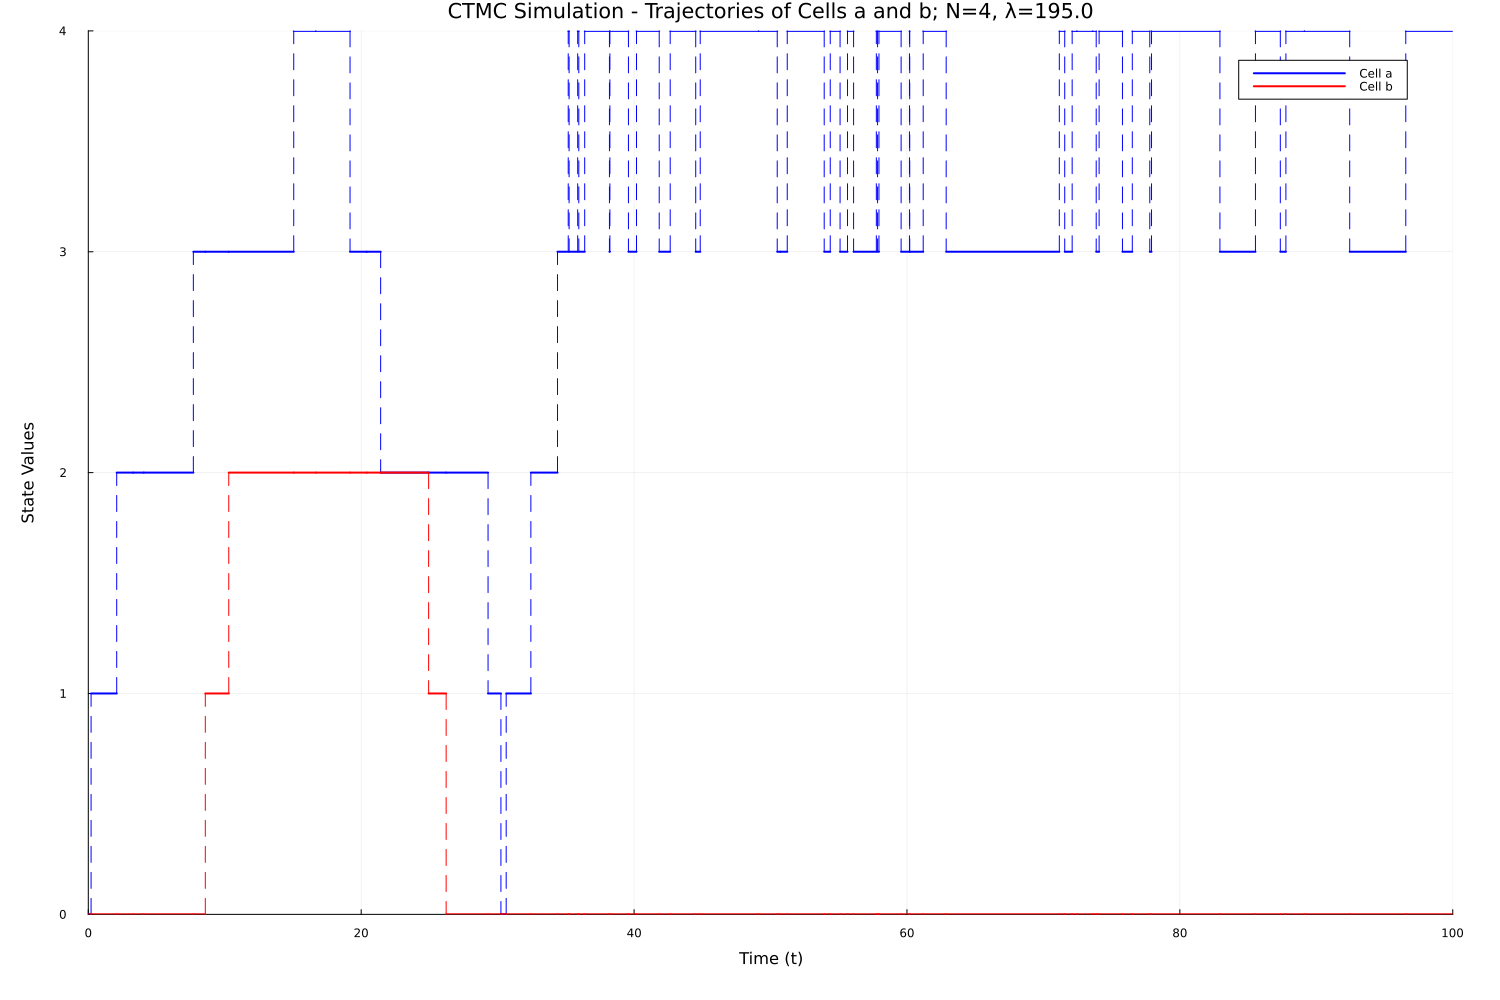 CTMC Simulation - Trajectories of Cells a and b; N=4, λ=195.0
4
Cell a
Cell b
3
State Values
2
1
0
0 20 40 60 80 100
Time (t)